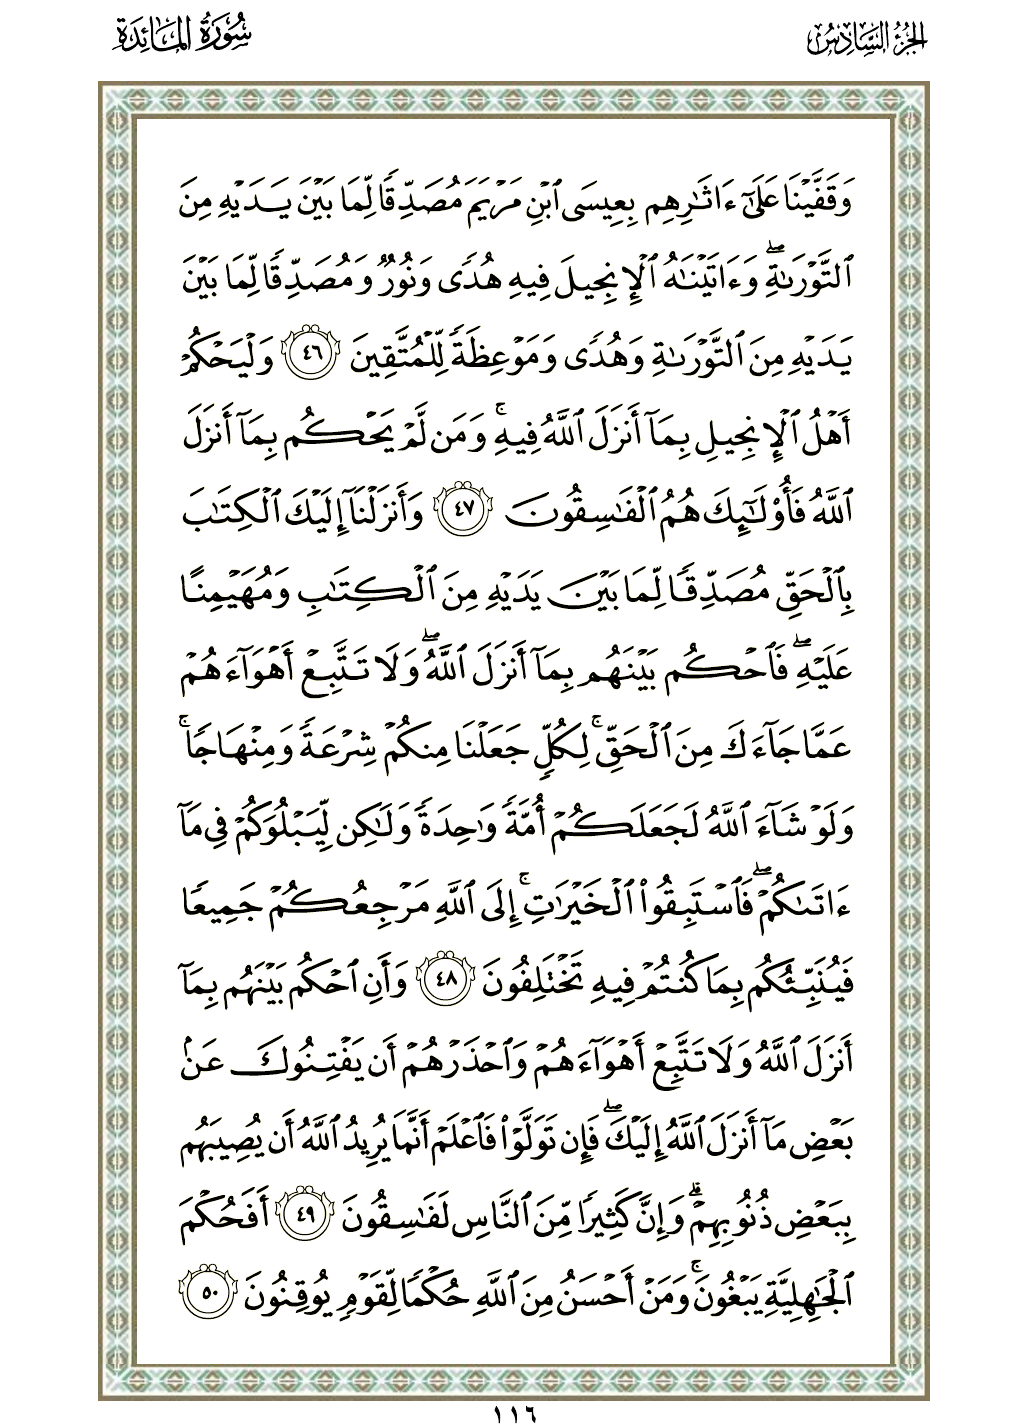 الجزء السادس
سورة المائدة
وَقَفَّيْنَا عَلَىٰٓ ءَاثَٰرِهِم بِعِيسَى ٱبْنِ مَرْيَمَ مُصَدِّقًا لِّمَا بَيْنَ يَدَيْهِ مِنَ
ٱلتَّوْرَىٰةِ ۖ وَءَاتَيْنَٰهُ ٱلْإِنجِيلَ فِيهِ هُدًى وَنُورٌ وَمُصَدِّقًا لِّمَا بَيْنَ
يَدَيْهِ مِنَ ٱلتَّوْرَىٰةِ وَهُدًى وَمَوْعِظَةً لِّلْمُتَّقِينَ ٤٦ وَلْيَحْكُمْ
أَهْلُ ٱلْإِنجِيلِ بِمَآ أَنزَلَ ٱللَّهُ فِيهِ ۚ وَمَن لَّمْ يَحْكُم بِمَآ أَنزَلَ
ٱللَّهُ فَأُو۟لَٰٓئِكَ هُمُ ٱلْفَٰسِقُونَ ٤٧ وَأَنزَلْنَآ إِلَيْكَ ٱلْكِتَٰبَ
بِٱلْحَقِّ مُصَدِّقًا لِّمَا بَيْنَ يَدَيْهِ مِنَ ٱلْكِتَٰبِ وَمُهَيْمِنًا
عَلَيْهِ ۖ فَٱحْكُم بَيْنَهُم بِمَآ أَنزَلَ ٱللَّهُ ۖ وَلَا تَتَّبِعْ أَهْوَآءَهُمْ
عَمَّا جَآءَكَ مِنَ ٱلْحَقِّ ۚ لِكُلٍّ جَعَلْنَا مِنكُمْ شِرْعَةً وَمِنْهَاجًا ۚ
وَلَوْ شَآءَ ٱللَّهُ لَجَعَلَكُمْ أُمَّةً وَٰحِدَةً وَلَٰكِن لِّيَبْلُوَكُمْ فِى مَآ
ءَاتَىٰكُمْ ۖ فَٱسْتَبِقُوا۟ ٱلْخَيْرَٰتِ ۚ إِلَى ٱللَّهِ مَرْجِعُكُمْ جَمِيعًا
فَيُنَبِّئُكُم بِمَا كُنتُمْ فِيهِ تَخْتَلِفُونَ ٤٨ وَأَنِ ٱحْكُم بَيْنَهُم بِمَآ
أَنزَلَ ٱللَّهُ وَلَا تَتَّبِعْ أَهْوَآءَهُمْ وَٱحْذَرْهُمْ أَن يَفْتِنُوكَ عَنۢ
بَعْضِ مَآ أَنزَلَ ٱللَّهُ إِلَيْكَ ۖ فَإِن تَوَلَّوْا۟ فَٱعْلَمْ أَنَّمَا يُرِيدُ ٱللَّهُ أَن يُصِيبَهُم
بِبَعْضِ ذُنُوبِهِمْ ۗ وَإِنَّ كَثِيرًا مِّنَ ٱلنَّاسِ لَفَٰسِقُونَ ٤٩ أَفَحُكْمَ
ٱلْجَٰهِلِيَّةِ يَبْغُونَ ۚ وَمَنْ أَحْسَنُ مِنَ ٱللَّهِ حُكْمًا لِّقَوْمٍ يُوقِنُونَ ٥٠
١١٦